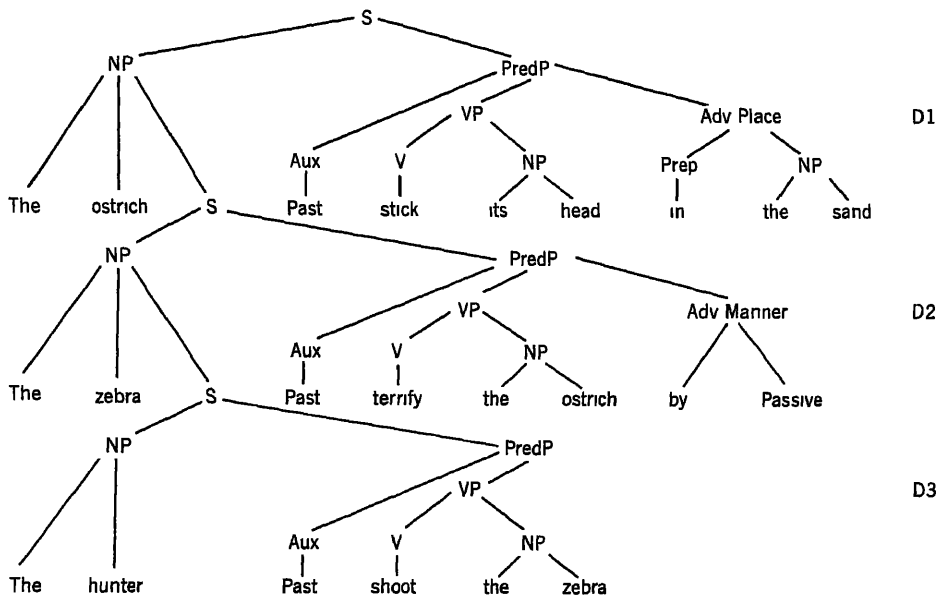 S
NP PredP
VP Adv Place D1
Aux V NP Prep NP
The ostrich S Past stick its head in the sand
NP PredP
VP Adv Manner D2
Aux V NP
The zebra S Past terrify the ostrich by Passive
NP PredP
VP D3
Aux V NP
The hunter Past shoot the zebra